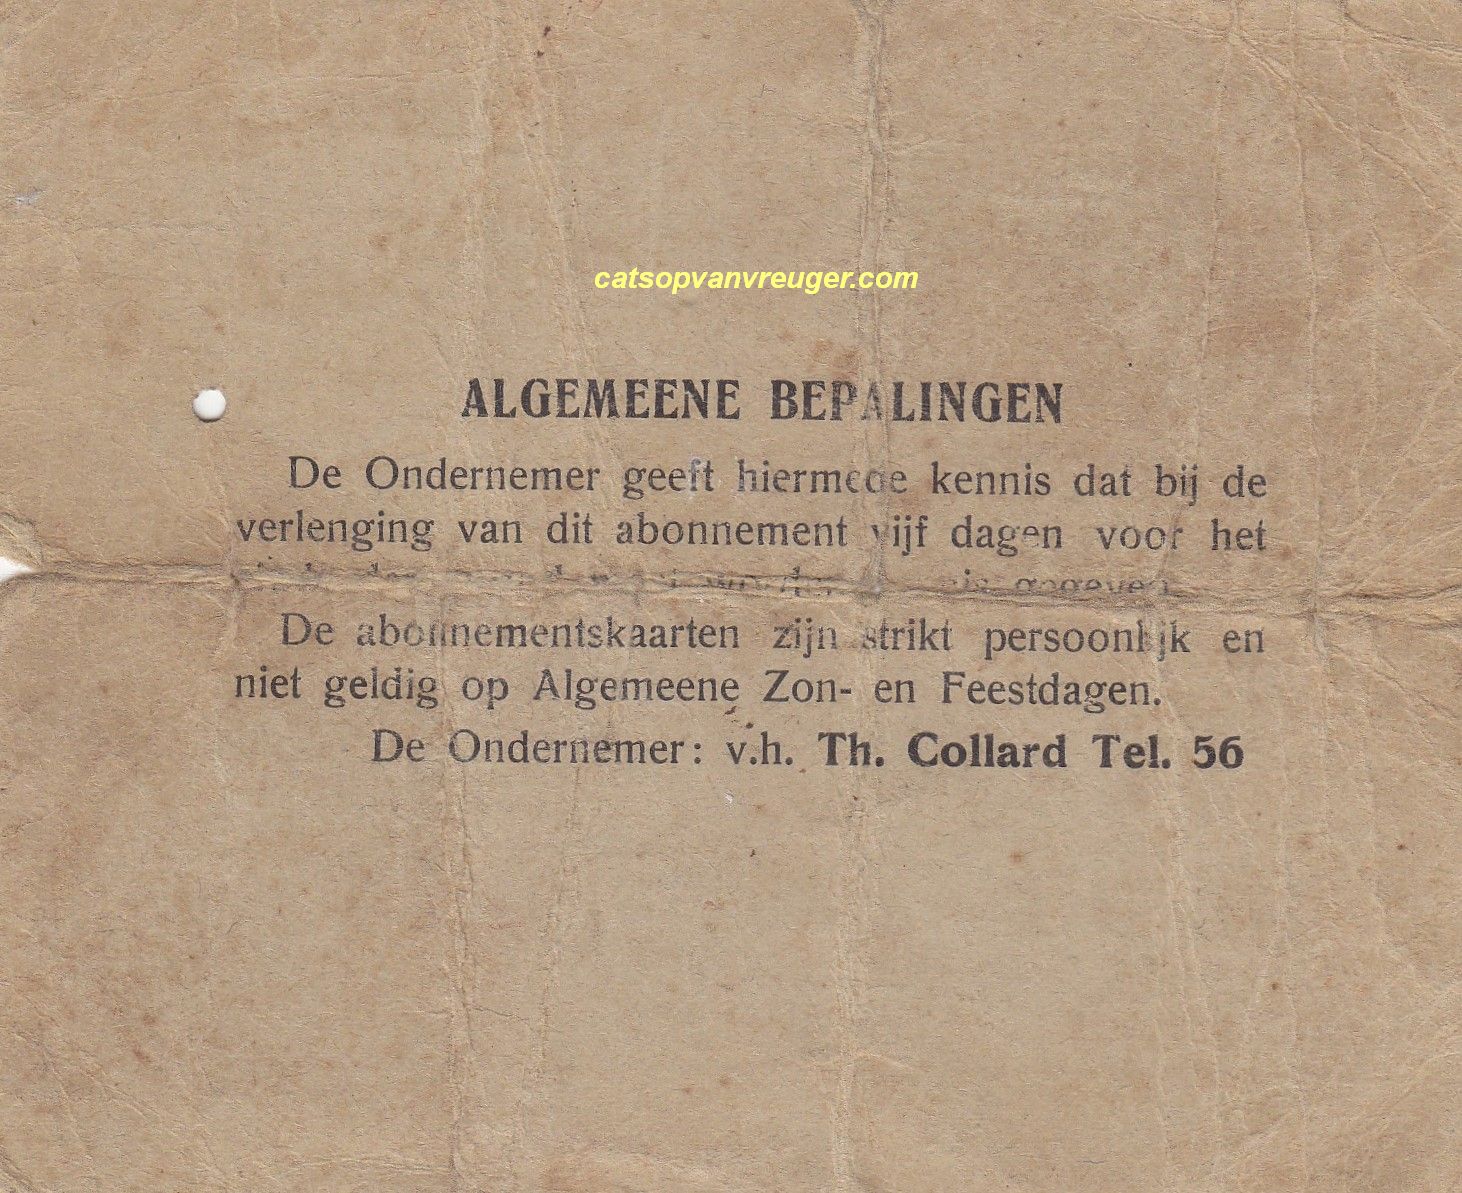 catsopvanvreuger.com
ALGEMEENE BEPALINGEN
De Ondernemer geeft hiermede kennis dat bij de
verlenging van dit abonnement vijf dagen voor het
gegeven
De abonnementskaarten zijn strikt persoonlijk en
niet geldig op Algemeene Zon- en Feestdagen.
De Ondernemer: v.h. Th. Collard Tel. 56